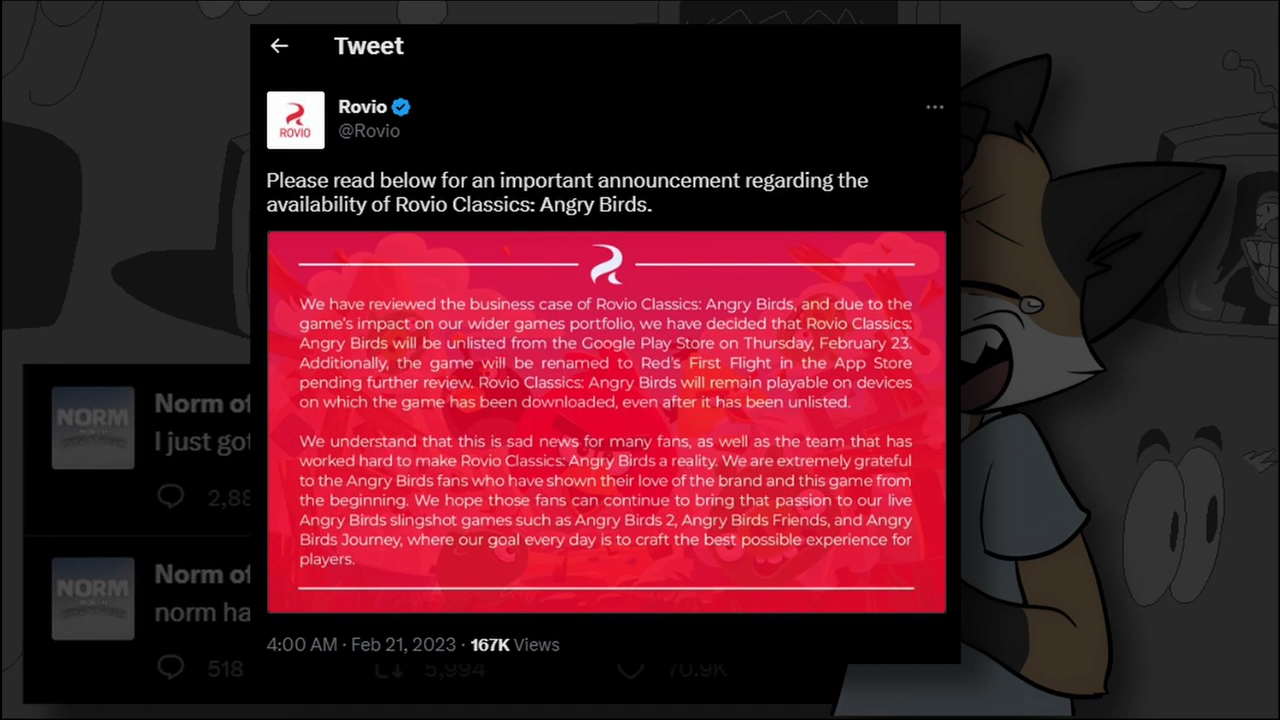 Tweet
ROVIO
Rovio
@Rovio
Please read below for an important announcement regarding the
availability of Rovio Classics: Angry Birds.
We have reviewed the business case of Rovio Classics: Angry Birds, and due to the
game's impact on our wider games portfolio, we have decided that Rovio Classics:
Angry Birds will be unlisted from the Google Play Store on Thursday, February 23.
Additionally, the game will be renamed to Red's First Flight in the App Store
pending further review. Rovio Classics: Angry Birds will remain playable on devices
on which the game has been downloaded, even after it has been unlisted.
We understand that this is sad news for many fans, as well as the team that has
worked hard to make Rovio Classics: Angry Birds a reality. We are extremely grateful
to the Angry Birds fans who have shown their love of the brand and this game from
the beginning. We hope those fans can continue to bring that passion to our live
Angry Birds slingshot games such as Angry Birds 2, Angry Birds Friends, and Angry
Birds Journey, where our goal every day is to craft the best possible experience for
players.
4:00 AM · Feb 21, 2023 · 167K Views
NORM
NORTH
Norm of
I just got
2,88
NORM
NORTH
Norm of
norm ha
518 5,994 70.9K